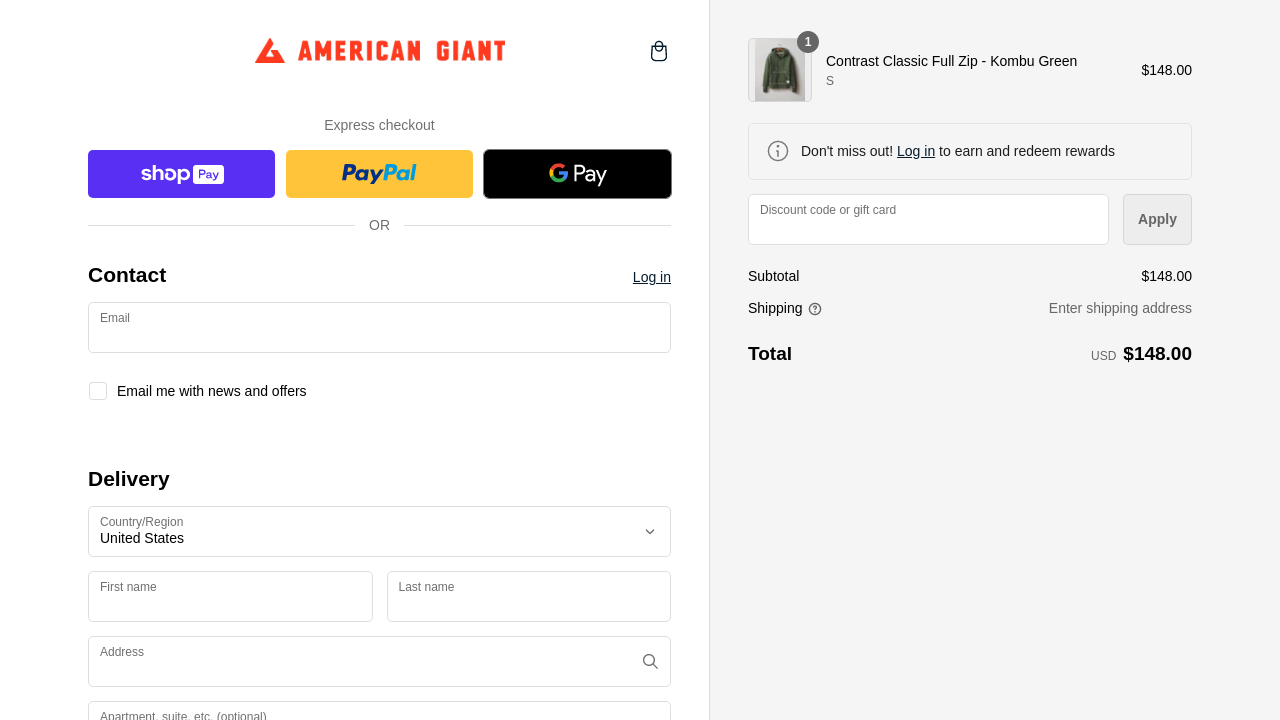 AMERICAN GIANT
Express checkout
shop Pay
PayPal
G Pay
OR
Contact
Log in
Email
Email me with news and offers
Delivery
Country/Region
United States
First name
Last name
Address
Apartment, suite, etc. (optional)
1
Contrast Classic Full Zip - Kombu Green
$148.00
S
Don't miss out! Log in to earn and redeem rewards
Discount code or gift card
Apply
Subtotal
$148.00
Shipping
Enter shipping address
Total
USD $148.00